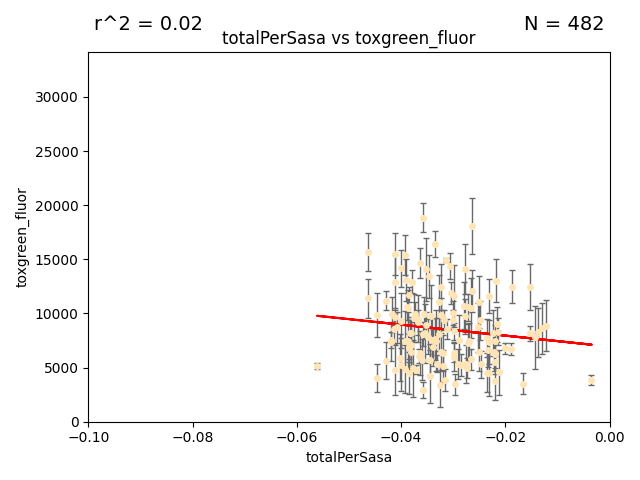 r^2 = 0.02
N = 482
totalPerSasa vs toxgreen_fluor
30000
25000
20000
15000
10000
5000
0
toxgreen_fluor
−0.10
−0.08
−0.06
−0.04
−0.02
0.00
totalPerSasa